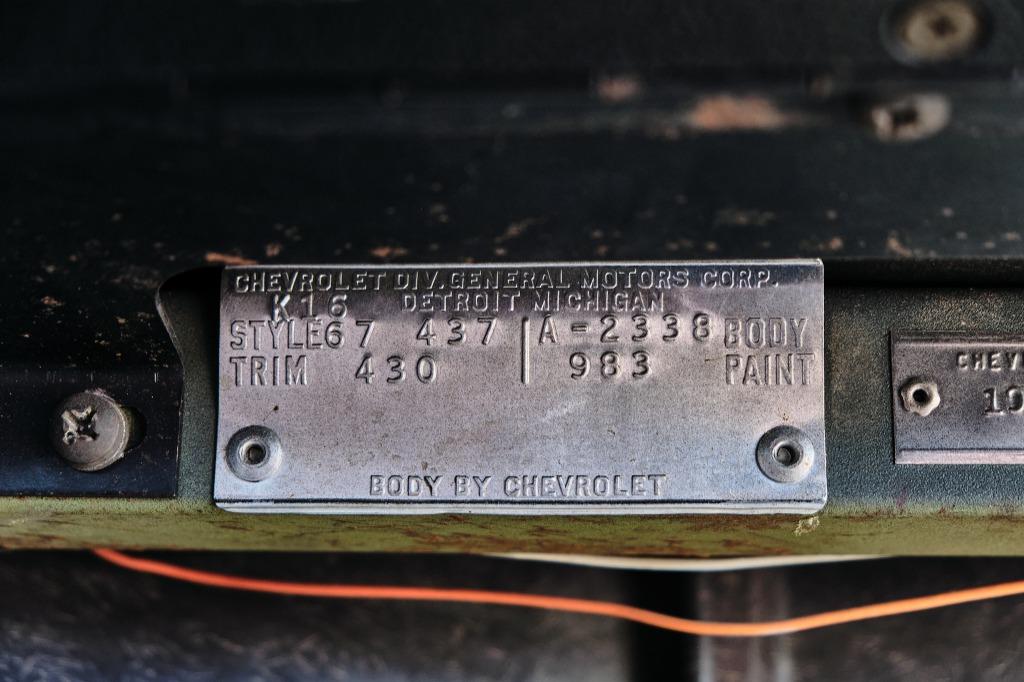 CHEVROLET DIV. GENERAL MOTORS CORP.
K16 DETROIT MICHIGAN
STYLE67 437 | A-2338 BODY
TRIM 430 | 983 PAINT
BODY BY CHEVROLET